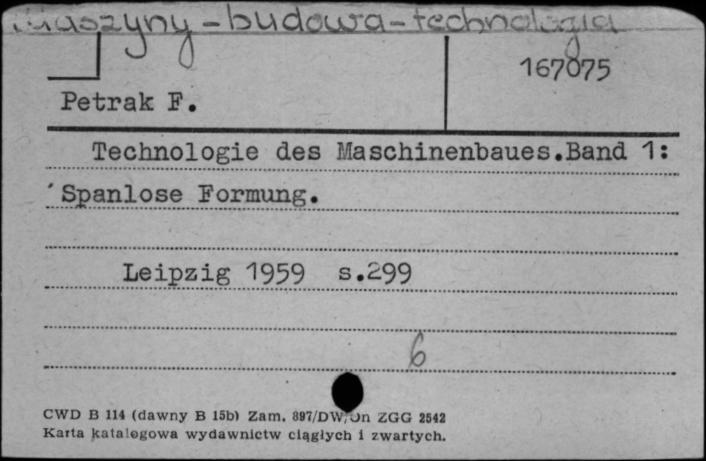 Maszyny - budowa - technologia
167075
Petrak F.
Technologie des Maschinenbaues.Band 1:
Spanlose Formung.
Leipzig 1959 s.299
6
CWD B 114 (dawny B 15b) Zam. 897/DW/Dn ZGG 2542
Karta katalogowa wydawnictw ciągłych i zwartych.